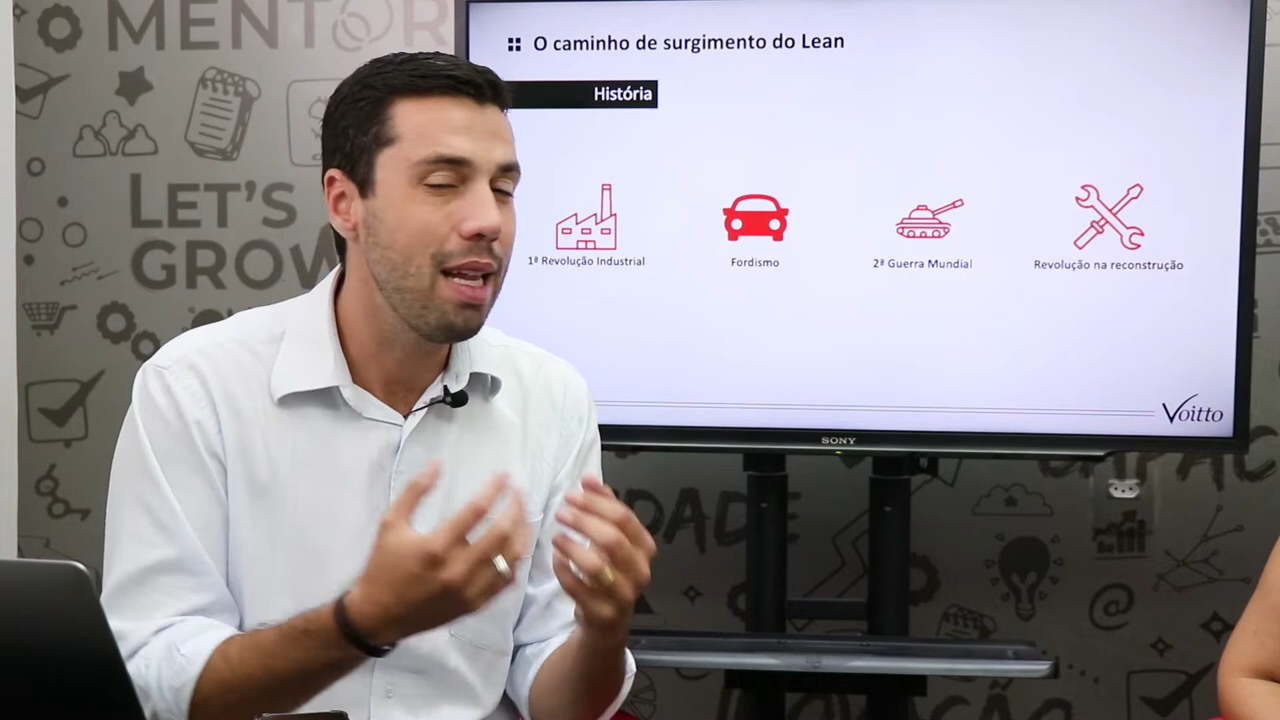 MENTOR
LET'S
GROW
O caminho de surgimento do Lean
História
1ª Revolução Industrial
Fordismo
2ª Guerra Mundial
Revolução na reconstrução
Voitto
SONY